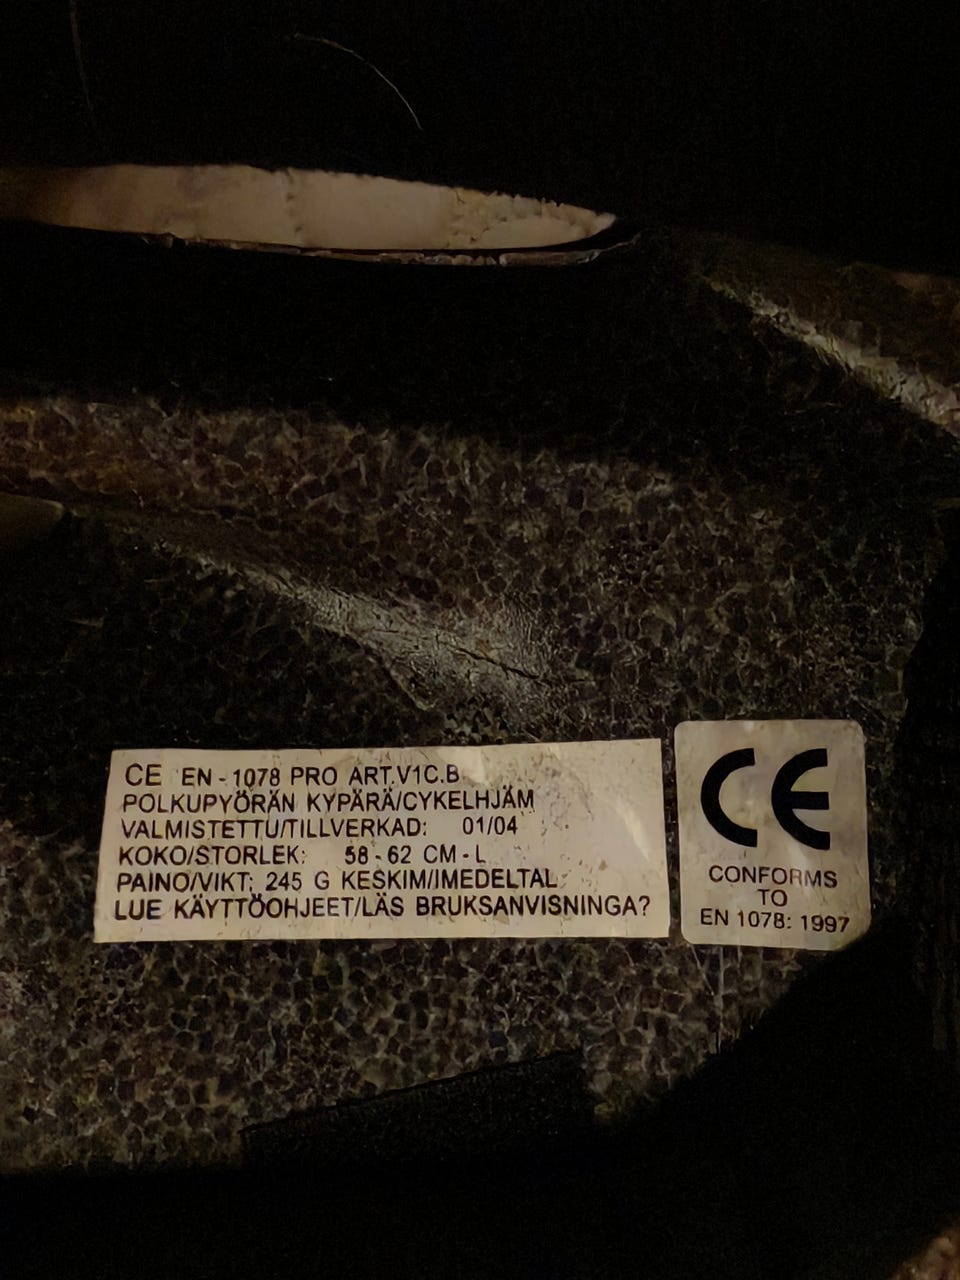 CE EN - 1078 PRO ART.V1C.B
POLKUPYÖRÄN KYPÄRÄ/CYKELHJÄM
VALMISTETTU/TILLVERKAD: 01/04
KOKO/STORLEK: 58 - 62 CM - L
PAINO/VIKT: 245 G KESKIM/IMEDELTAL
LUE KÄYTTÖOHJEET/LÄS BRUKSANVISNINGA?
CE
CONFORMS
TO
EN 1078: 1997